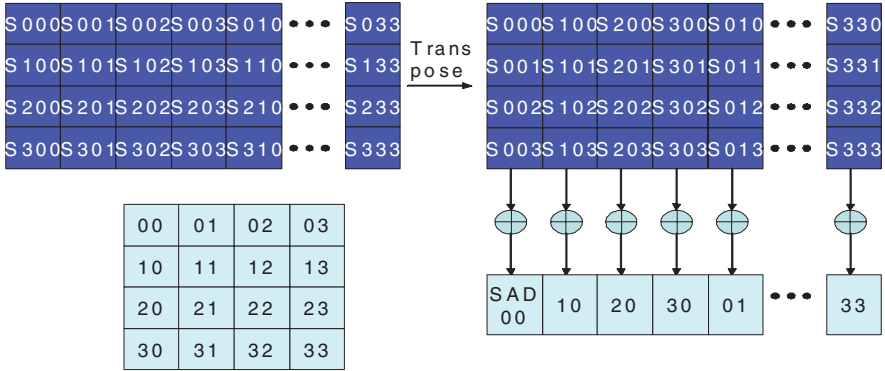 S000 S001 S002 S003 S010 ••• S033
S100 S101 S102 S103 S110 ••• S133
S200 S201 S202 S203 S210 ••• S233
S300 S301 S302 S303 S310 ••• S333
Trans
pose
S000 S100 S200 S300 S010 ••• S330
S001 S101 S201 S301 S011 ••• S331
S002 S102 S202 S302 S012 ••• S332
S003 S103 S203 S303 S013 ••• S333
00 01 02 03
10 11 12 13
20 21 22 23
30 31 32 33
SAD
00 10 20 30 01 ••• 33